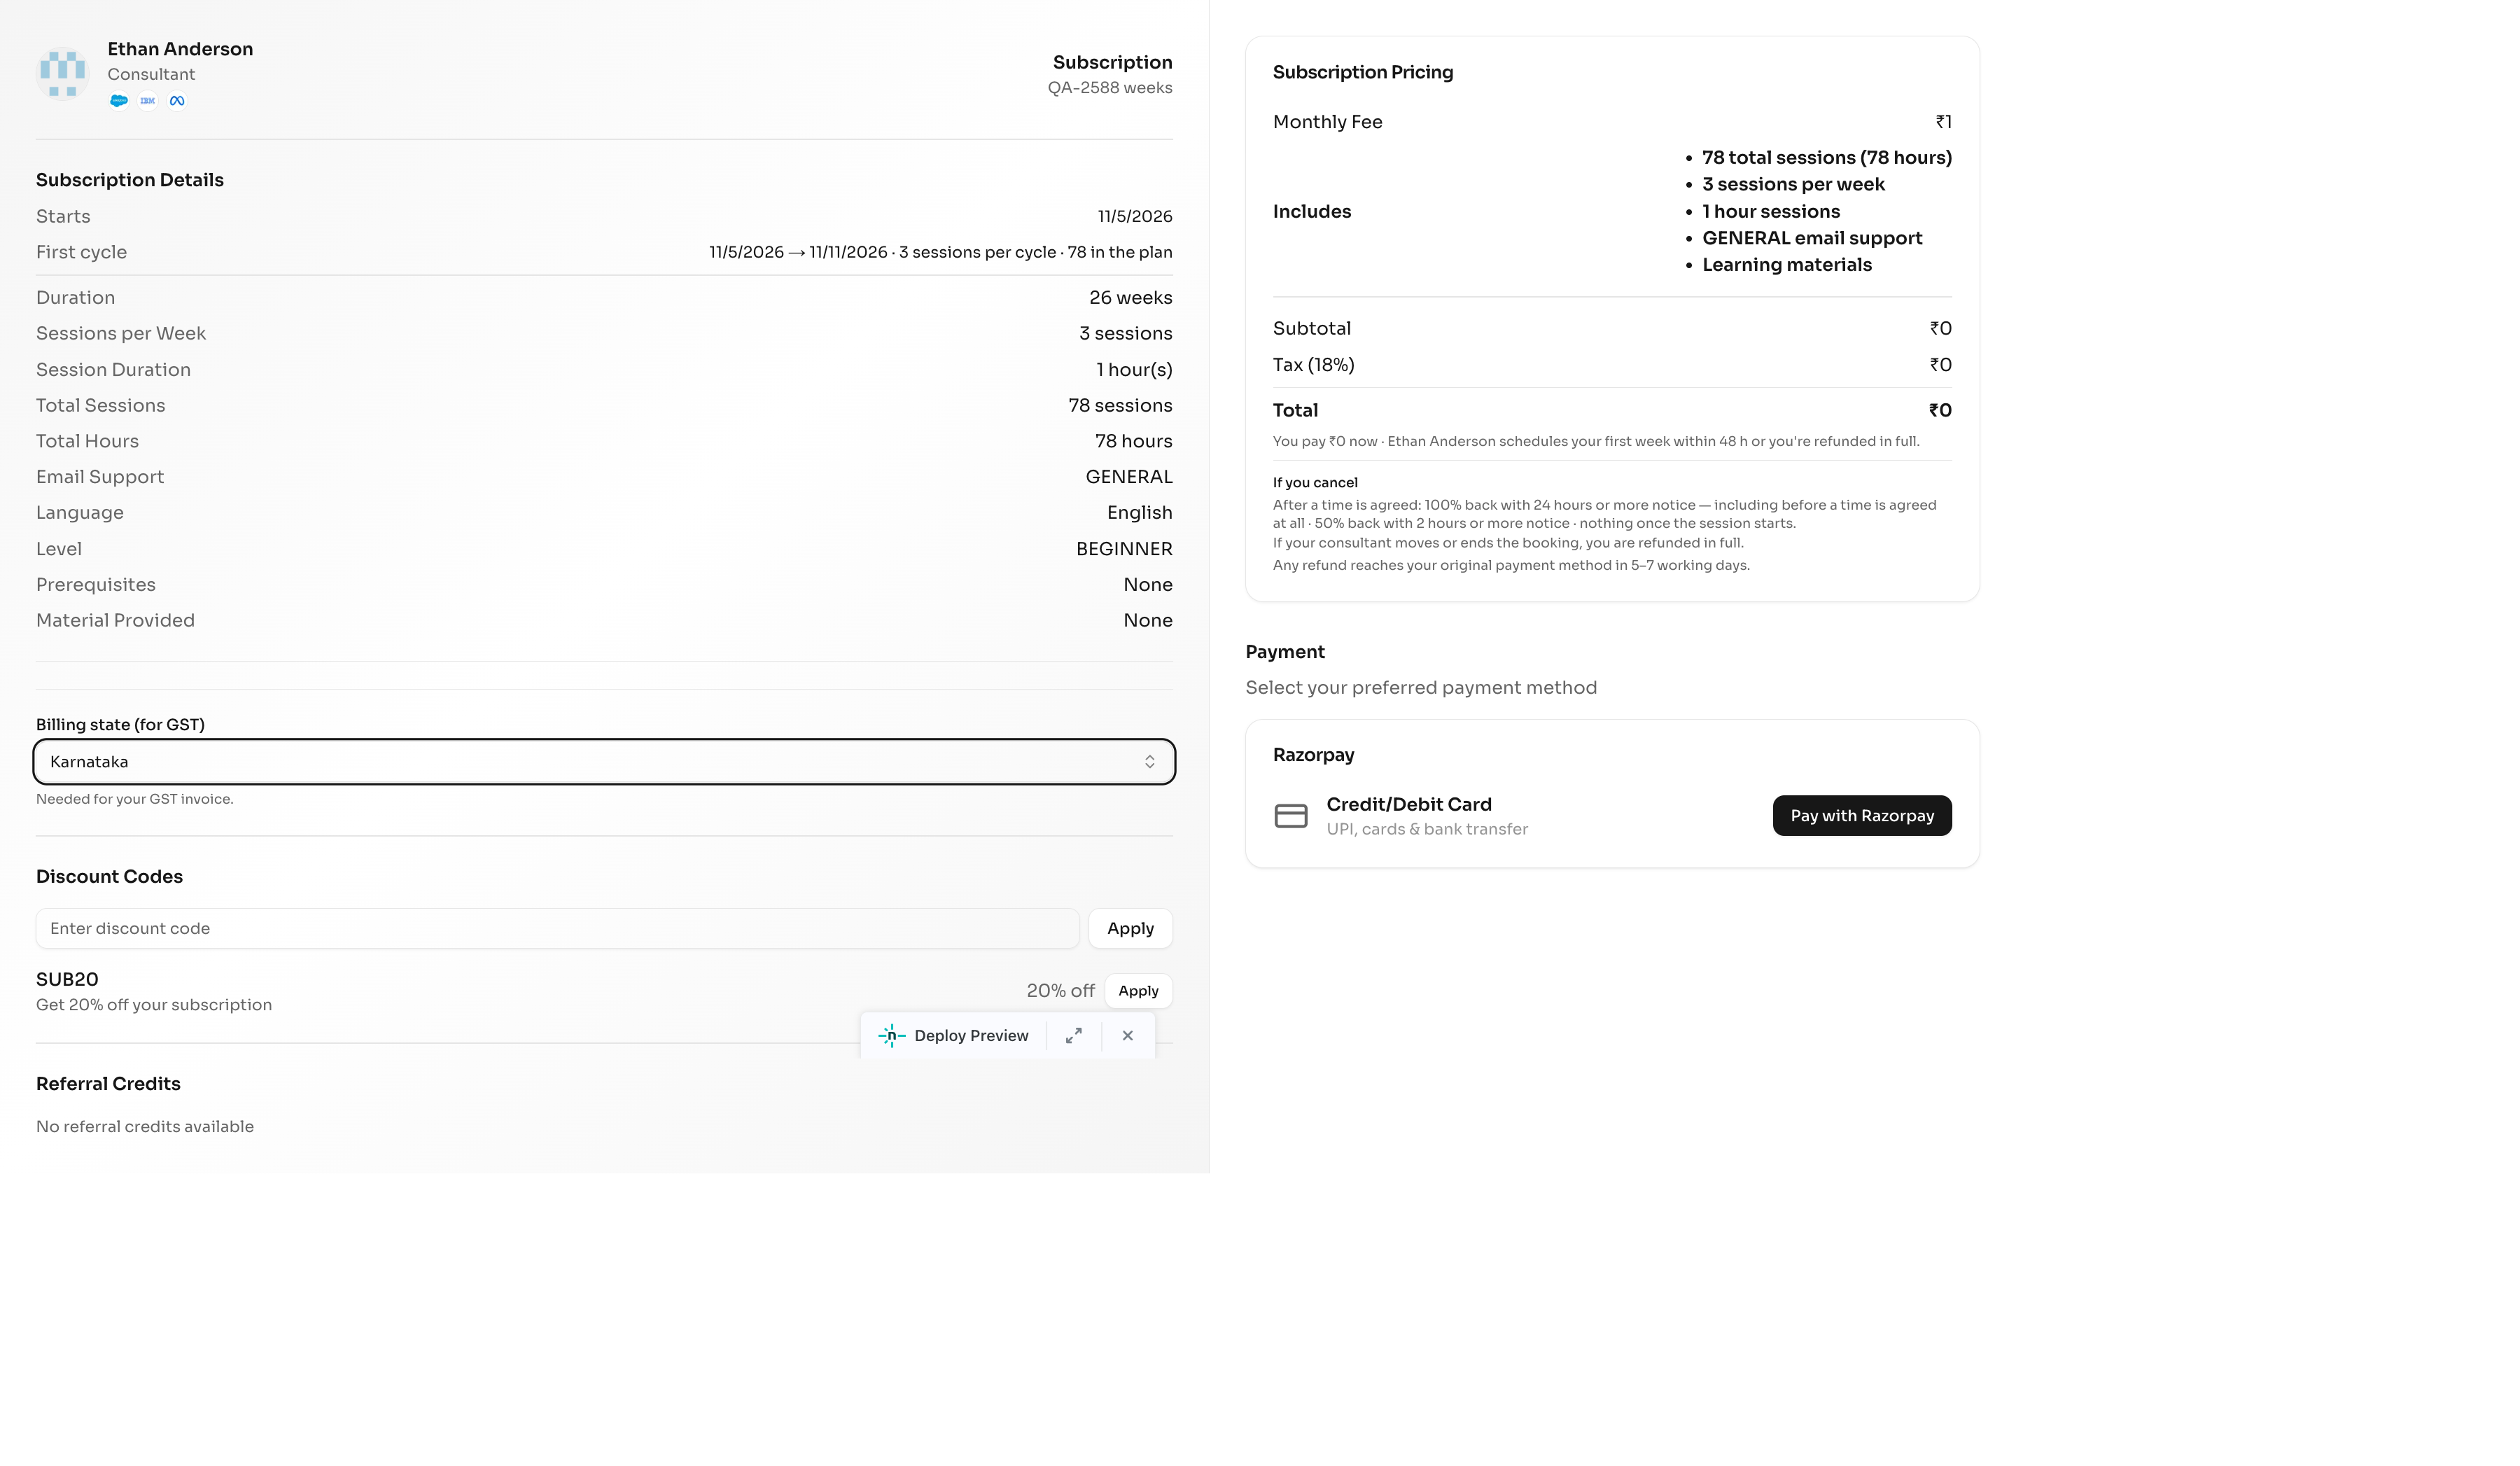 Ethan Anderson
Consultant
IBM
Subscription
QA-2588 weeks
Subscription Details
Starts 11/5/2026
First cycle 11/5/2026 → 11/11/2026 · 3 sessions per cycle · 78 in the plan
Duration 26 weeks
Sessions per Week 3 sessions
Session Duration 1 hour(s)
Total Sessions 78 sessions
Total Hours 78 hours
Email Support GENERAL
Language English
Level BEGINNER
Prerequisites None
Material Provided None
Billing state (for GST)
Karnataka
Needed for your GST invoice.
Discount Codes
Enter discount code Apply
SUB20
Get 20% off your subscription
20% off Apply
Deploy Preview
Referral Credits
No referral credits available
Subscription Pricing
Monthly Fee ₹1
Includes
• 78 total sessions (78 hours)
• 3 sessions per week
• 1 hour sessions
• GENERAL email support
• Learning materials
Subtotal ₹0
Tax (18%) ₹0
Total ₹0
You pay ₹0 now · Ethan Anderson schedules your first week within 48 h or you're refunded in full.
If you cancel
After a time is agreed: 100% back with 24 hours or more notice — including before a time is agreed
at all · 50% back with 2 hours or more notice · nothing once the session starts.
If your consultant moves or ends the booking, you are refunded in full.
Any refund reaches your original payment method in 5–7 working days.
Payment
Select your preferred payment method
Razorpay
Credit/Debit Card
UPI, cards & bank transfer
Pay with Razorpay